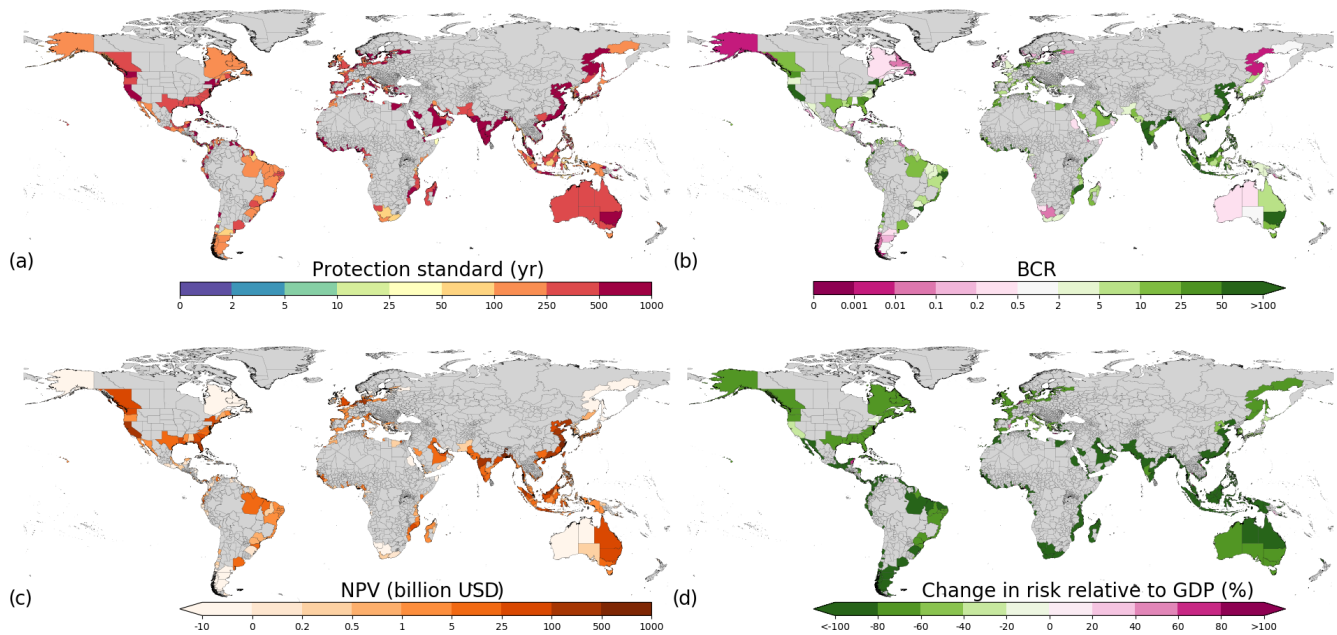 (a)
Protection standard (yr)
0 2 5 10 25 50 100 250 500 1000
(b)
BCR
0 0.001 0.01 0.1 0.2 0.5 2 5 10 25 50 >100
(c)
NPV (billion USD)
-10 0 0.2 0.5 1 5 25 100 500 1000
(d)
Change in risk relative to GDP (%)
<-100 -80 -60 -40 -20 0 20 40 60 80 >100